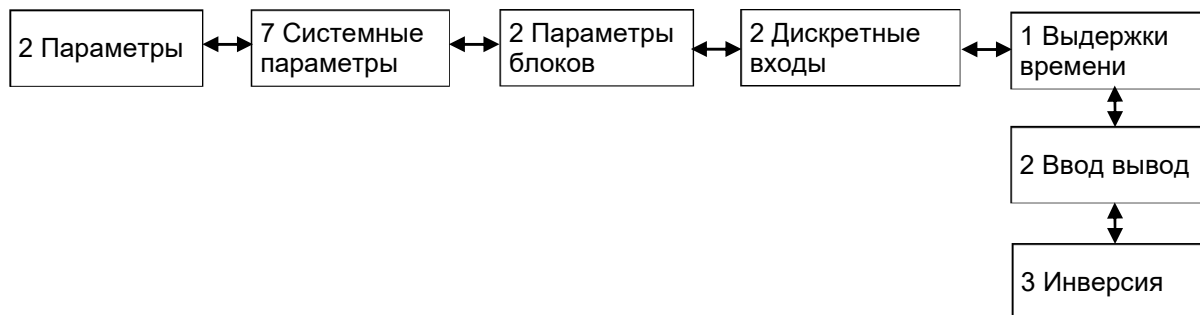 2 Параметры
7 Системные
параметры
2 Параметры
блоков
2 Дискретные
входы
1 Выдержки
времени
2 Ввод вывод
3 Инверсия